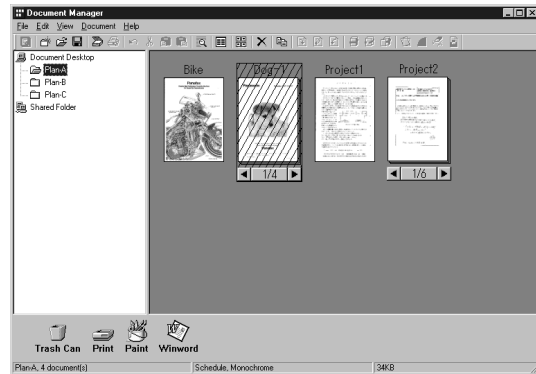 Document Manager
File Edit View Document Help
Document Desktop
Plan-A
Plan-B
Plan-C
Shared Folder
Bike
Dog-1
Project1
Project2
1/4
1/6
Trash Can
Print
Paint
Winword
Plan-A, 4 document(s)
Schedule, Monochrome
34KB